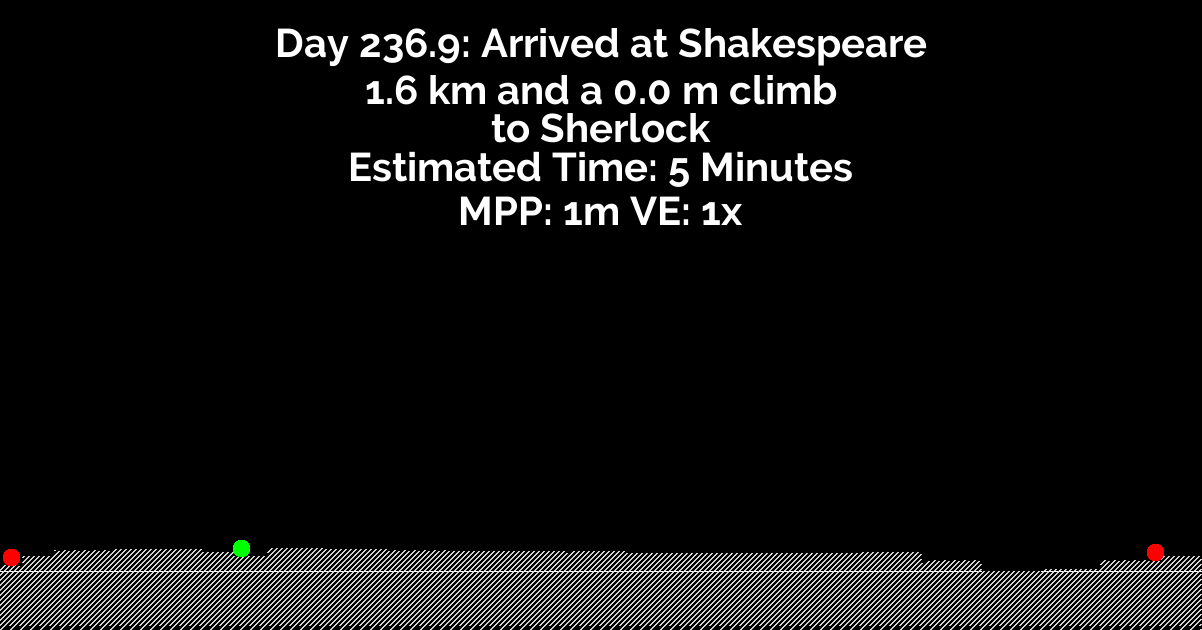 Day 236.9: Arrived at Shakespeare
1.6 km and a 0.0 m climb
to Sherlock
Estimated Time: 5 Minutes
MPP: 1m VE: 1x